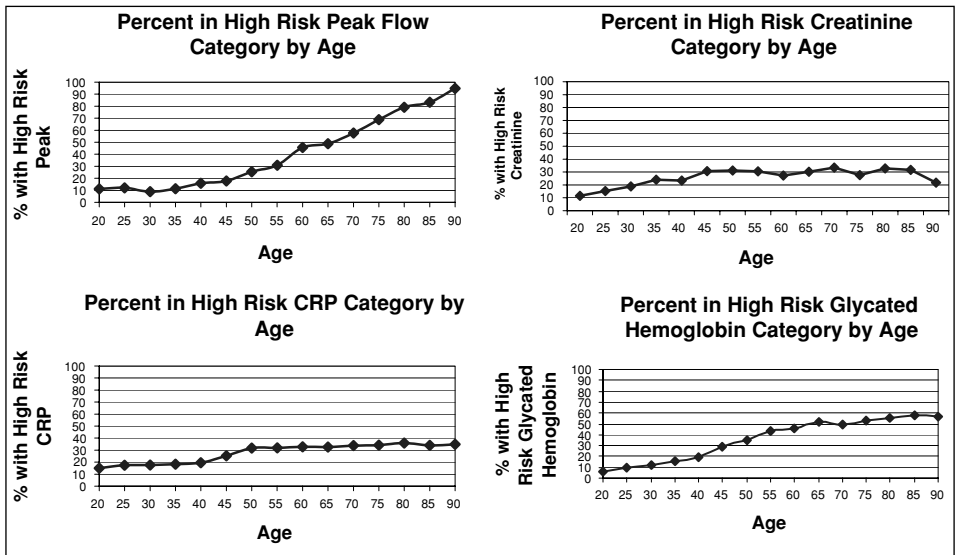 Percent in High Risk Peak Flow
Category by Age
% with High Risk
Peak
100
90
80
70
60
50
40
30
20
10
0
20 25 30 35 40 45 50 55 60 65 70 75 80 85 90
Age
Percent in High Risk Creatinine
Category by Age
% with High Risk
Creatinine
100
90
80
70
60
50
40
30
20
10
0
20 25 30 35 40 45 50 55 60 65 70 75 80 85 90
Age
Percent in High Risk CRP Category by
Age
% with High Risk
CRP
100
90
80
70
60
50
40
30
20
10
0
20 25 30 35 40 45 50 55 60 65 70 75 80 85 90
Age
Percent in High Risk Glycated
Hemoglobin Category by Age
% with High
Risk Glycated
Hemoglobin
100
90
80
70
60
50
40
30
20
10
0
20 25 30 35 40 45 50 55 60 65 70 75 80 85 90
Age